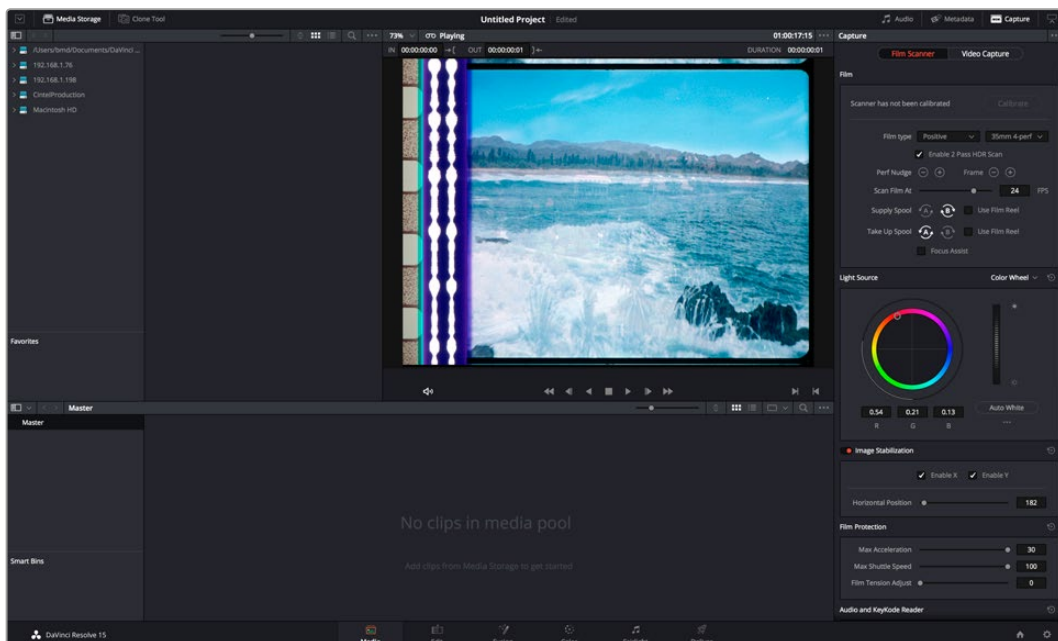 Media Storage
Clone Tool
Untitled Project Edited
Audio
Metadata
Capture
73%
Playing
01:00:17:15
IN 00:00:00:00
OUT 00:00:00:01
DURATION 00:00:00:01
/Users/bmd/Documents/DaVinci ...
192.168.1.76
192.168.1.198
CintelProduction
Macintosh HD
Favorites
Capture
Film Scanner
Video Capture
Film
Scanner has not been calibrated
Calibrate
Film type Positive 35mm 4-perf
Enable 2 Pass HDR Scan
Perf Nudge Frame
Scan Film At 24 FPS
Supply Spool A B Use Film Reel
Take Up Spool A B Use Film Reel
Focus Assist
Light Source Color Wheel
0.54 0.21 0.13
R G B
Auto White
Image Stabilization
Enable X Enable Y
Horizontal Position 182
Film Protection
Max Acceleration 30
Max Shuttle Speed 100
Film Tension Adjust 0
Audio and KeyKode Reader
Master
Master
No clips in media pool
Add clips from Media Storage to get started
Smart Bins
DaVinci Resolve 15
Media